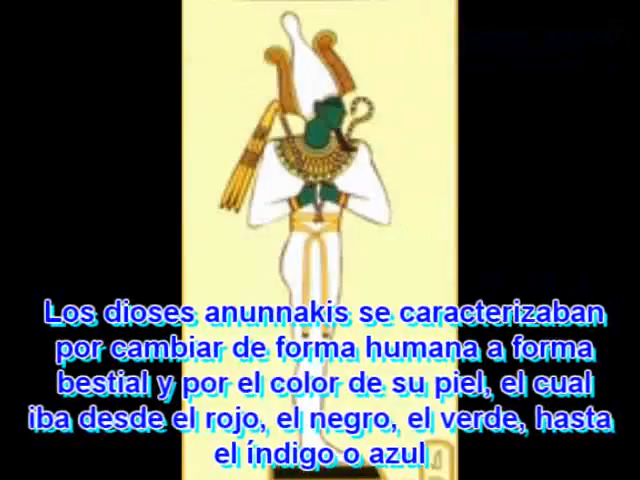 Los dioses anunnakis se caracterizaban
por cambiar de forma humana a forma
bestial y por el color de su piel, el cual
iba desde el rojo, el negro, el verde, hasta
el índigo o azul